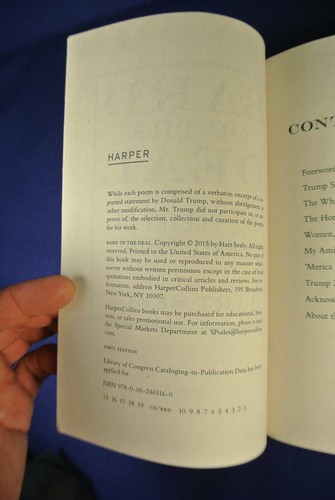 HARPER
While each poem is comprised of a verbatim excerpt of a
ported statement by Donald Trump, without abridgment or
other modification, Mr. Trump did not participate in, or ap-
prove of, the selection, collection and curation of the poems
for his work.
BARD OF THE DEAL. Copyright © 2015 by Hart Seely. All rights
reserved. Printed in the United States of America. No part of
this book may be used or reproduced in any manner what-
soever without written permission except in the case of brief
quotations embodied in critical articles and reviews. For in-
formation, address HarperCollins Publishers, 195 Broadway,
New York, NY 10007.
HarperCollins books may be purchased for educational, busi-
ness, or sales promotional use. For information, please e-mail
the Special Markets Department at SPsales@harpercollins
.com.
FIRST EDITION
Library of Congress Cataloging-in-Publication Data has been
applied for.
ISBN 978-0-06-246516-0
15 16 17 18 19 OV/RRD 10 9 8 7 6 5 4 3 2 1
CONT
Foreword
Trump S
The Wh
The Hor
Women,
My Ami
'Merica
Trump
Acknow
About th